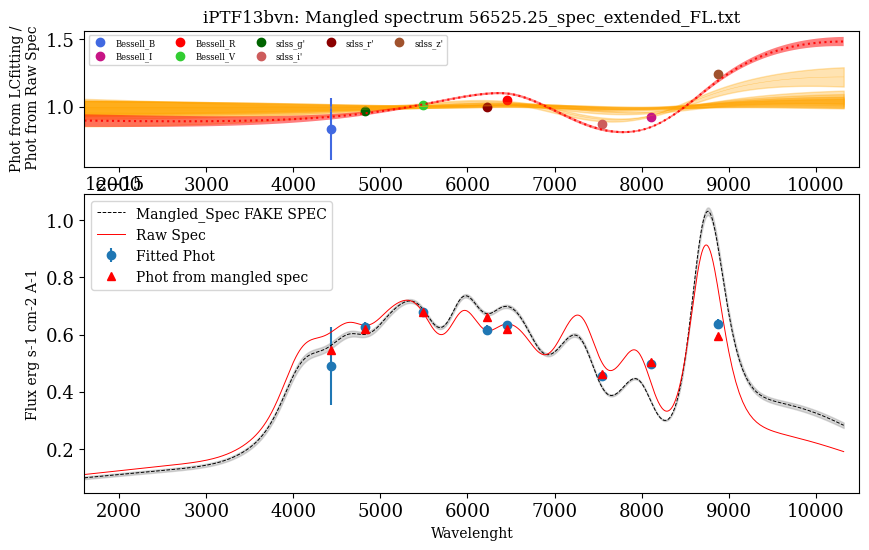 iPTF13bvn: Mangled spectrum 56525.25_spec_extended_FL.txt
Phot from LCfitting /
Phot from Raw Spec
1.5
1.0
Bessell_B Bessell_R sdss_g' sdss_r' sdss_z'
Bessell_I Bessell_V sdss_i'
2000 3000 4000 5000 6000 7000 8000 9000 10000
1e−15
Flux erg s-1 cm-2 A-1
1.0
0.8
0.6
0.4
0.2
Mangled_Spec FAKE SPEC
Raw Spec
Fitted Phot
Phot from mangled spec
2000 3000 4000 5000 6000 7000 8000 9000 10000
Wavelenght